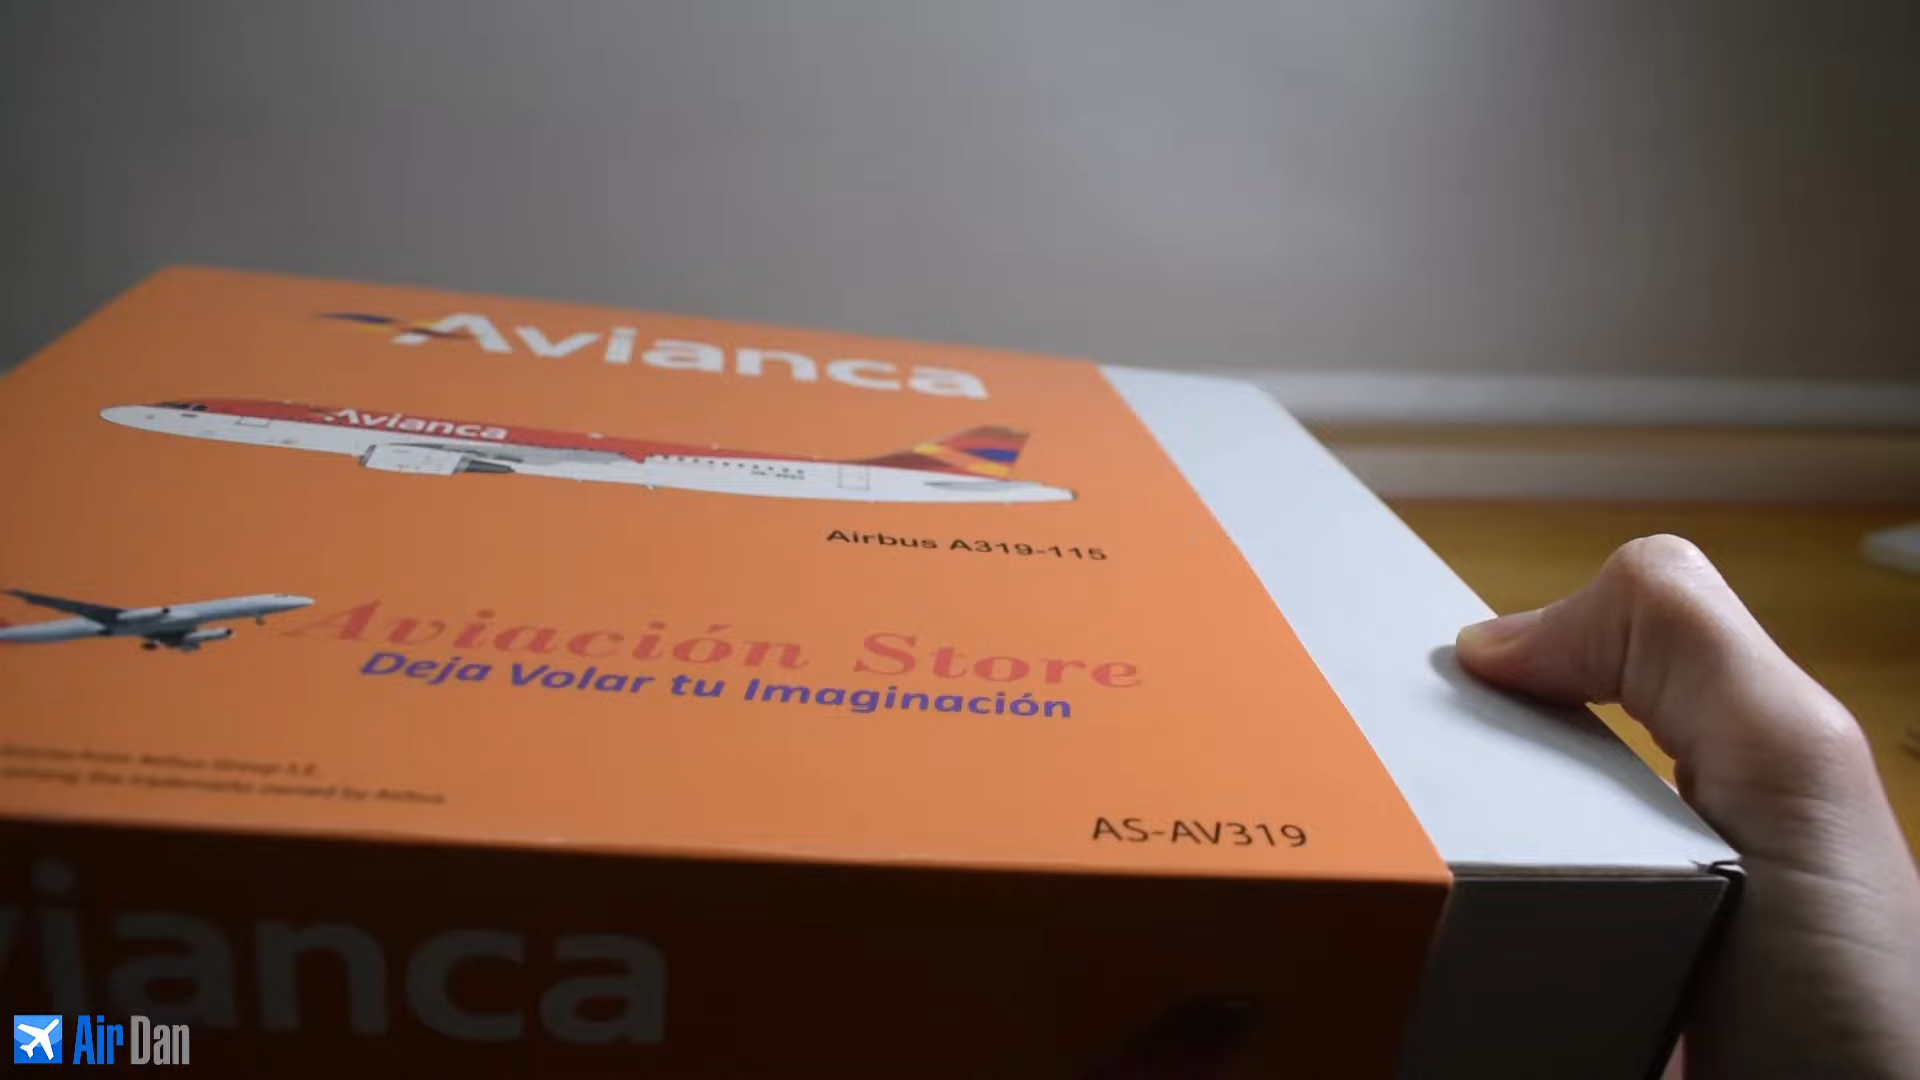 Avianca
Avianca
Airbus A319-115
Aviación Store
Deja Volar tu Imaginación
AS-AV319
vianca
Air Dan